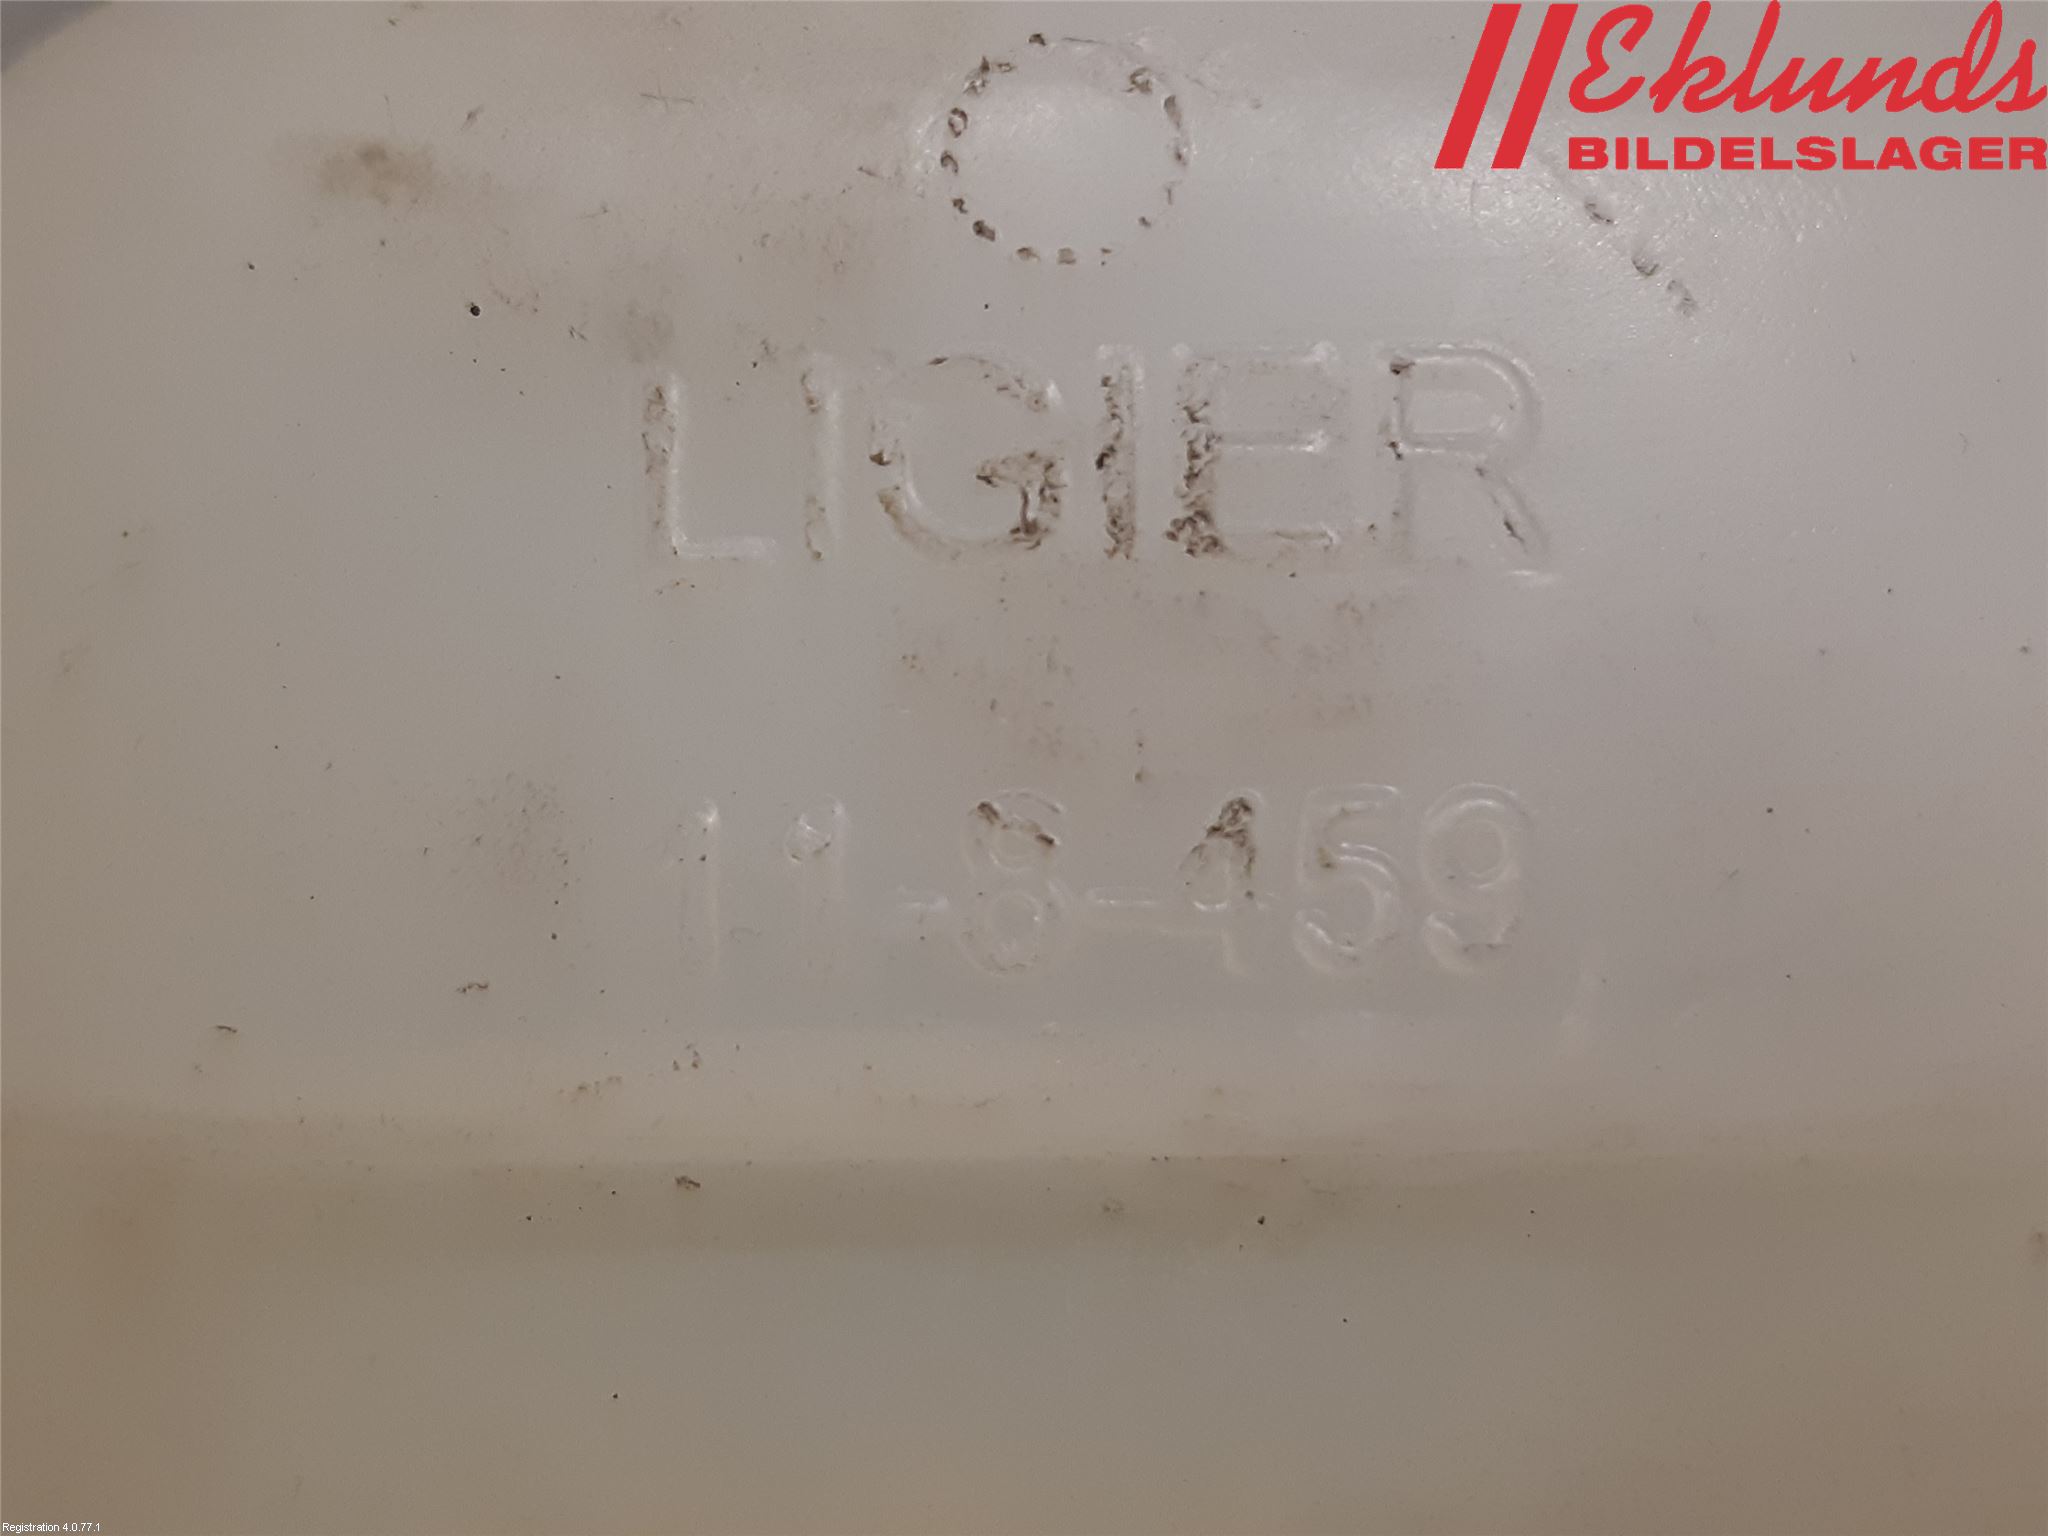 Eklunds
BILDELSLAGER
LIGIER
11-8-459
Registration 4.0.77.1